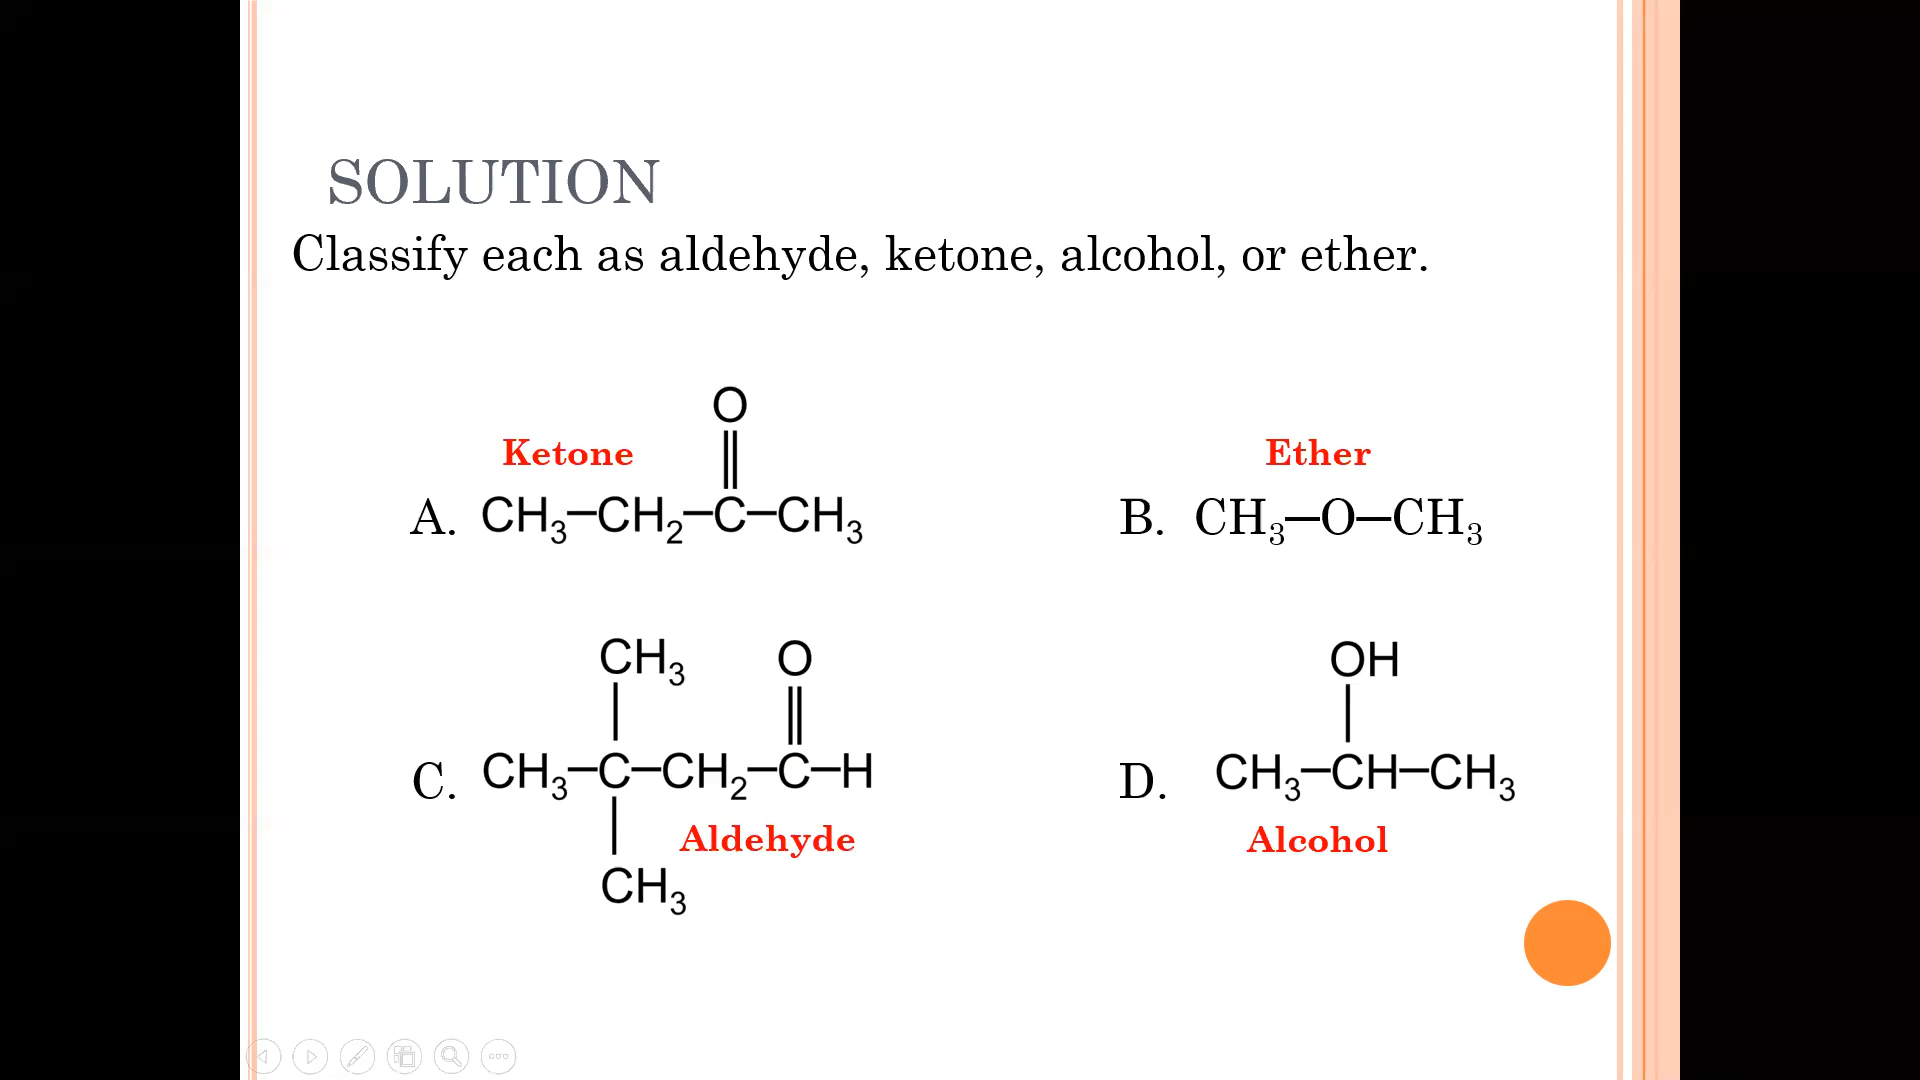 SOLUTION
Classify each as aldehyde, ketone, alcohol, or ether.
O
Ketone
A. CH₃–CH₂–C–CH₃
Ether
B. CH₃–O–CH₃
CH₃ O
C. CH₃–C–CH₂–C–H
Aldehyde
CH₃
OH
D. CH₃–CH–CH₃
Alcohol